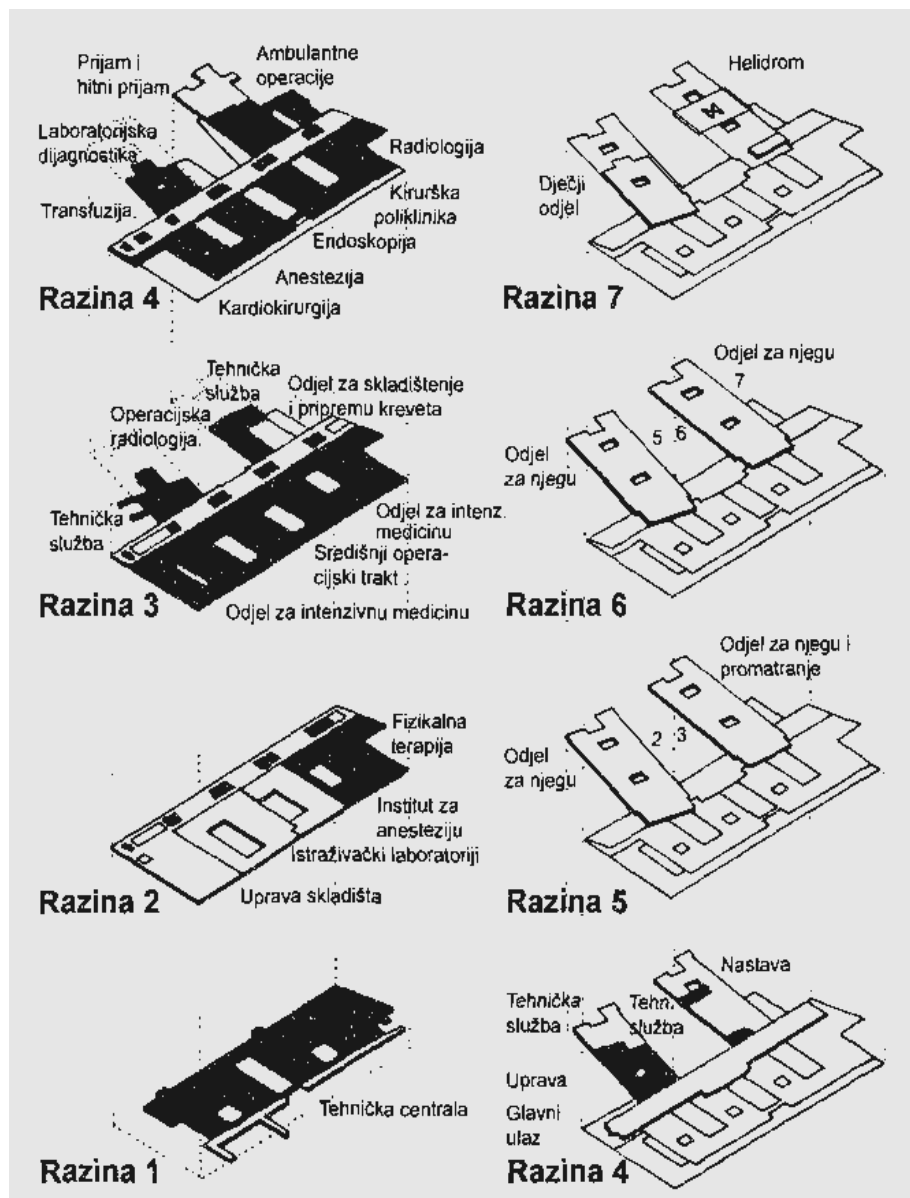 Prijam i
hitni prijam
Ambulantne
operacije
Laboratorijska
dijagnostika
Transfuzija.
Radiologija
Kirurška
poliklinika
Endoskopija
Anestezija
Kardiokirurgija
Razina 4
Tehnička
služba
Odjel za skladištenje
i pripremu kreveta
Operacijska
radiologija.
Tehnička
služba
Odjel za intenz.
medicinu
Središnji opera-
cijski trakt
Odjel za intenzivnu medicinu
Razina 3
Fizikalna
terapija
Institut za
anesteziju
Istraživački laboratoriji
Uprava skladišta
Razina 2
Tehnička centrala
Razina 1
Helidrom
Dječji
odjel
Razina 7
Odjel za njegu
7
5 6
Odjel
za njegu
Razina 6
Odjel za njegu i
promatranje
2 3
Odjel
za njegu
Razina 5
Nastava
Tehnička
služba
Tehn.
služba
Uprava
Glavni
ulaz
Razina 4